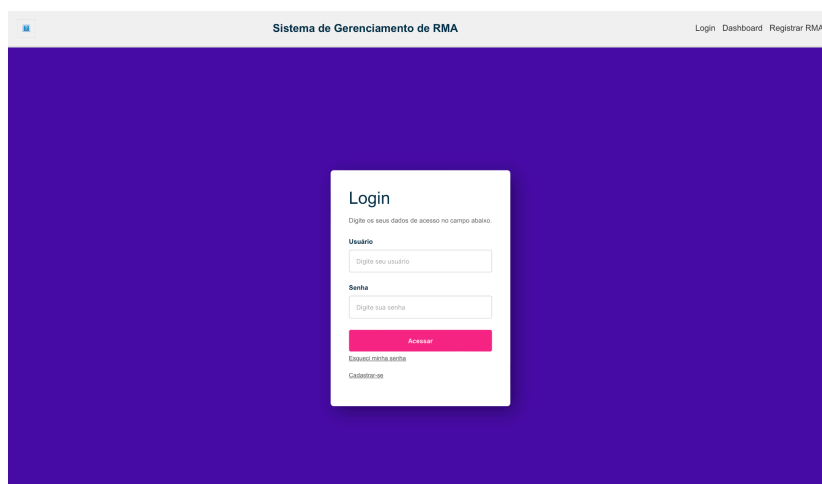 Sistema de Gerenciamento de RMA
Login Dashboard Registrar RMA
Login
Digite os seus dados de acesso no campo abaixo.
Usuário
Digite seu usuário
Senha
Digite sua senha
Acessar
Esqueci minha senha
Cadastrar-se